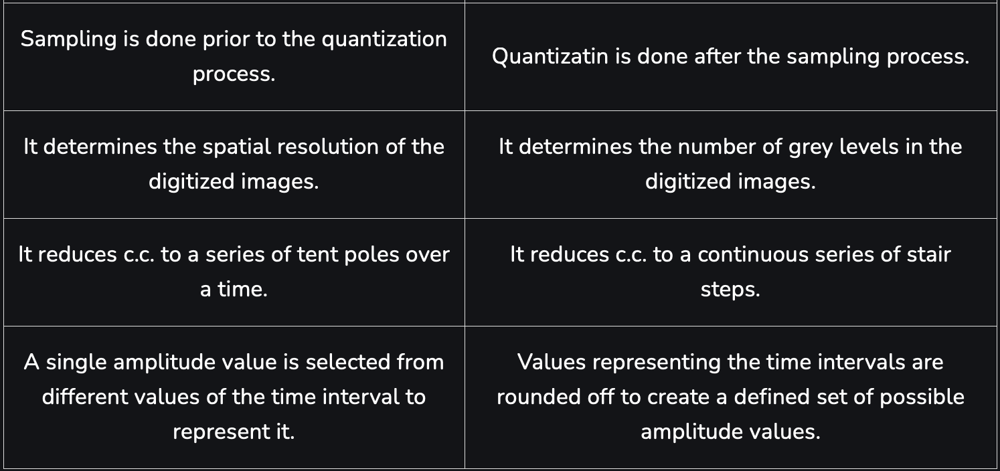 Sampling is done prior to the quantization
process.
Quantizatin is done after the sampling process.
It determines the spatial resolution of the
digitized images.
It determines the number of grey levels in the
digitized images.
It reduces c.c. to a series of tent poles over
a time.
It reduces c.c. to a continuous series of stair
steps.
A single amplitude value is selected from
different values of the time interval to
represent it.
Values representing the time intervals are
rounded off to create a defined set of possible
amplitude values.